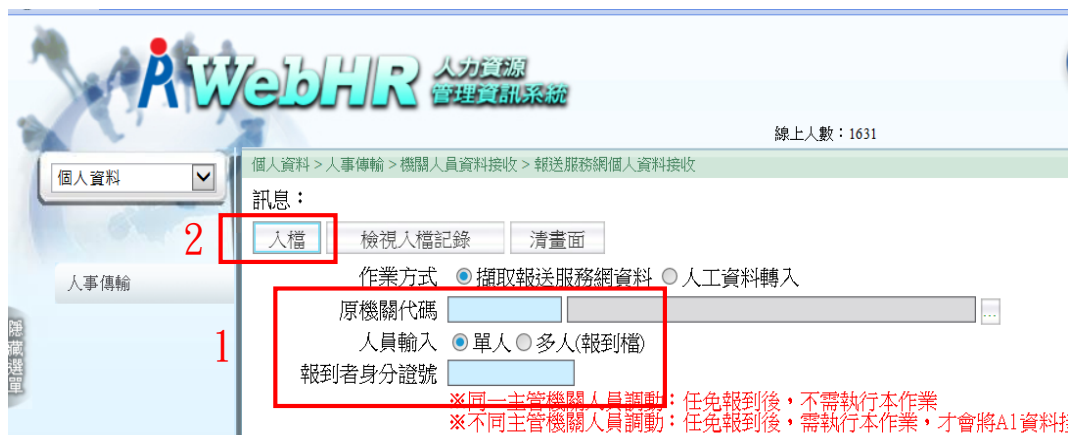 WebHR 人力資源
管理資訊系統
線上人數：1631
個人資料
個人資料 > 人事傳輸 > 機關人員資料接收 > 報送服務網個人資料接收
訊息：
2
入檔 檢視入檔記錄 清畫面
人事傳輸
作業方式 擷取報送服務網資料 人工資料轉入
原機關代碼 ...
1
人員輸入 單人 多人(報到檔)
報到者身分證號
隱藏選單
※同一主管機關人員調動：任免報到後，不需執行本作業
※不同主管機關人員調動：任免報到後，需執行本作業，才會將A1資料